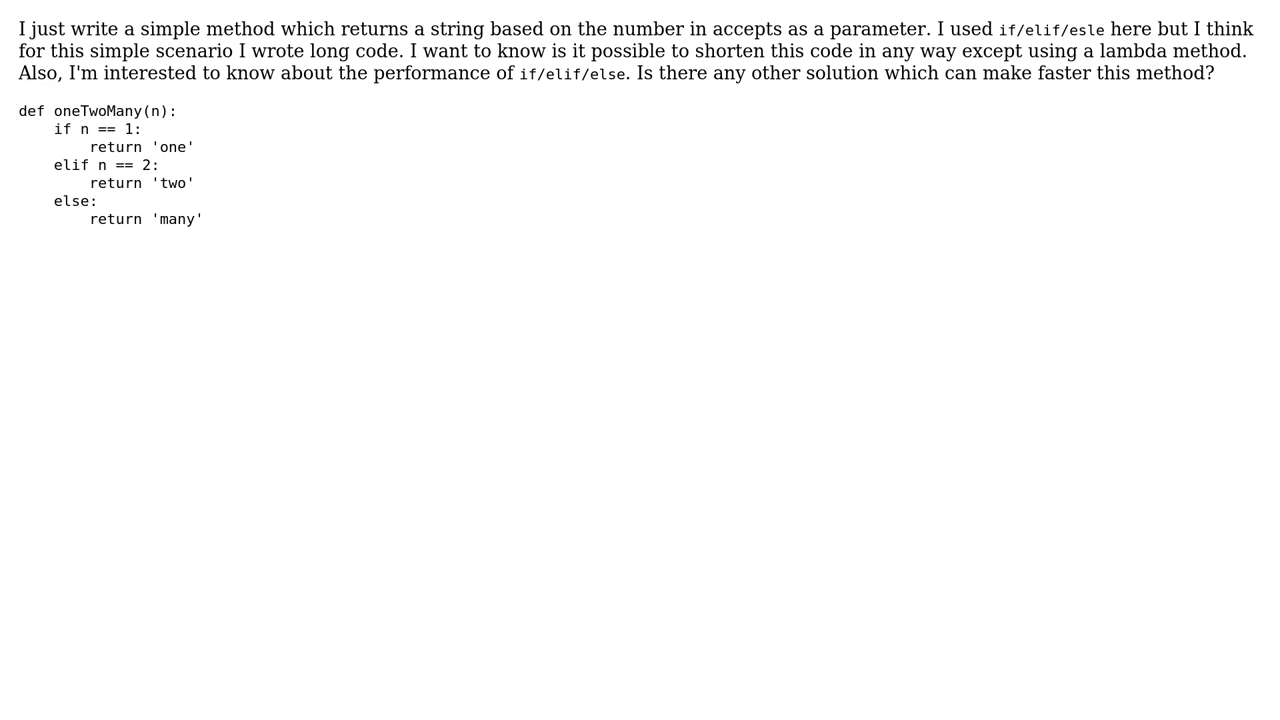 I just write a simple method which returns a string based on the number in accepts as a parameter. I used if/elif/esle here but I think
for this simple scenario I wrote long code. I want to know is it possible to shorten this code in any way except using a lambda method.
Also, I'm interested to know about the performance of if/elif/else. Is there any other solution which can make faster this method?
def oneTwoMany(n):
    if n == 1:
        return 'one'
    elif n == 2:
        return 'two'
    else:
        return 'many'